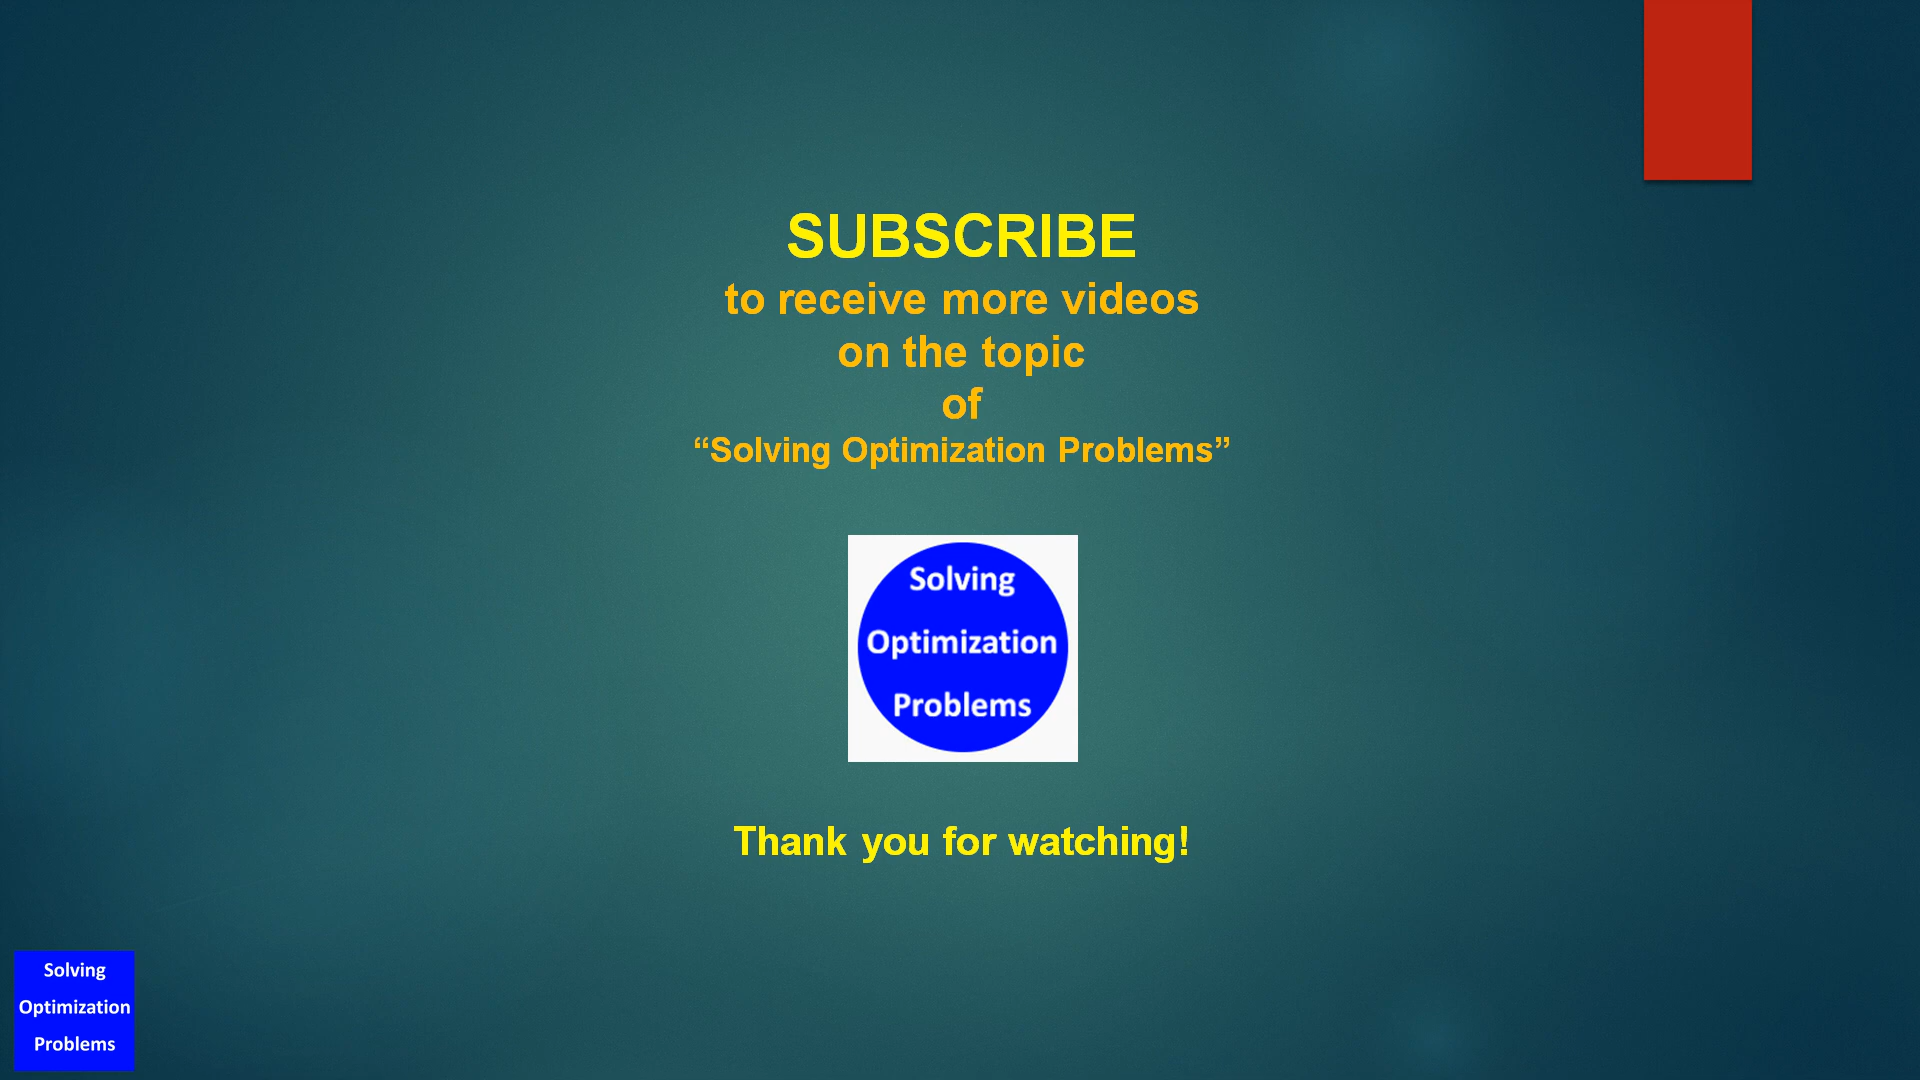 SUBSCRIBE
to receive more videos
on the topic
of
“Solving Optimization Problems”
Solving
Optimization
Problems
Thank you for watching!
Solving
Optimization
Problems